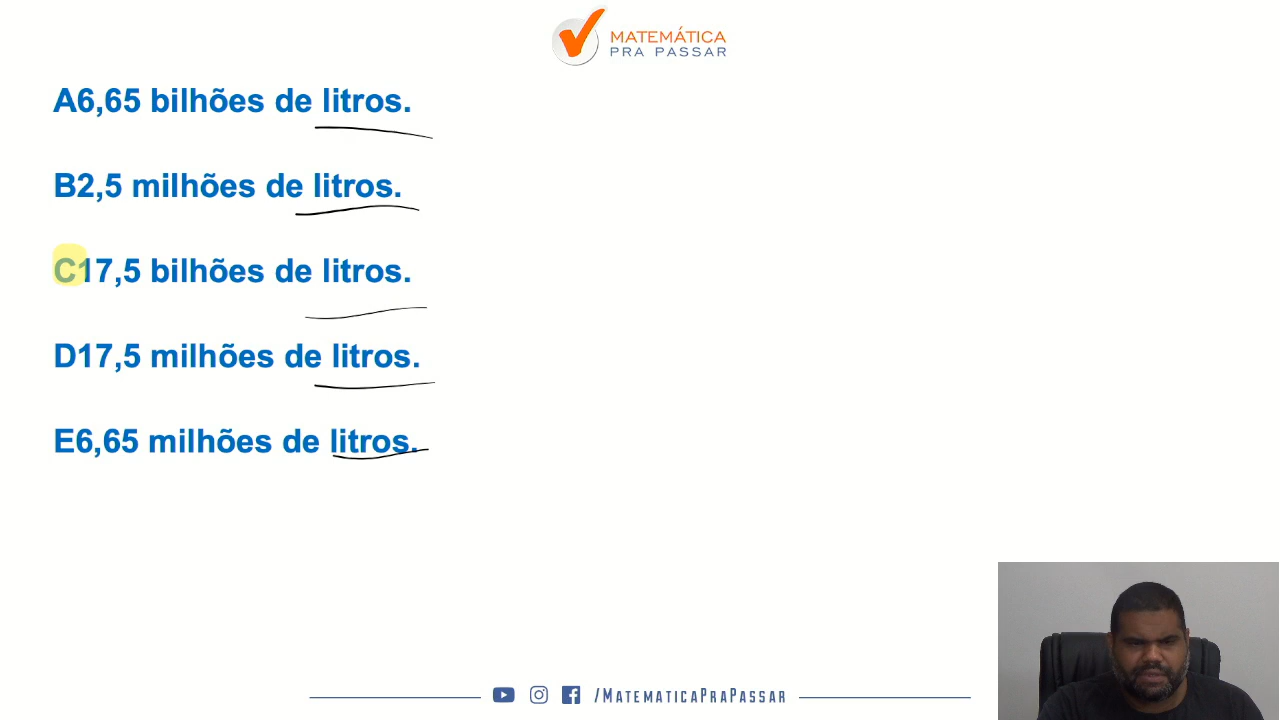 MATEMÁTICA
PRA PASSAR
A6,65 bilhões de litros.
B2,5 milhões de litros.
C17,5 bilhões de litros.
D17,5 milhões de litros.
E6,65 milhões de litros.
/MatematicaPraPassar